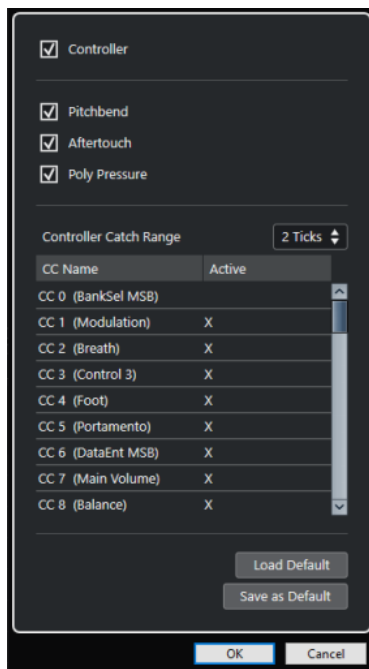 Controller
Pitchbend
Aftertouch
Poly Pressure
Controller Catch Range 2 Ticks
CC Name Active
CC 0 (BankSel MSB)
CC 1 (Modulation) X
CC 2 (Breath) X
CC 3 (Control 3) X
CC 4 (Foot) X
CC 5 (Portamento) X
CC 6 (DataEnt MSB) X
CC 7 (Main Volume) X
CC 8 (Balance) X
Load Default
Save as Default
OK Cancel